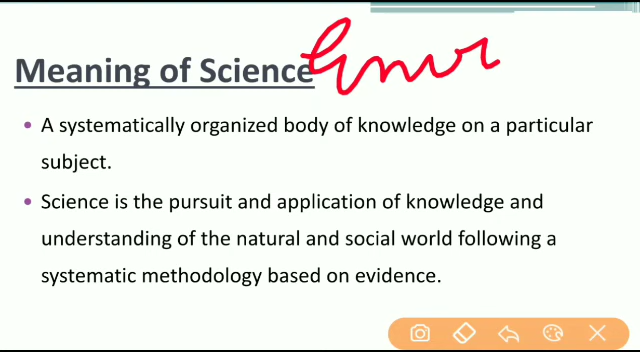 Meaning of Science
• A systematically organized body of knowledge on a particular
subject.
• Science is the pursuit and application of knowledge and
understanding of the natural and social world following a
systematic methodology based on evidence.